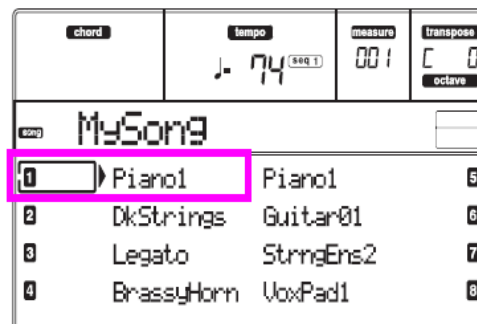 chord tempo measure transpose
♩. 74 seq 1 001 C 0
octave
song MySong
1 Piano1 Piano1 5
2 DkStrings Guitar01 6
3 Legato StrngEns2 7
4 BrassyHorn VoxPad1 8